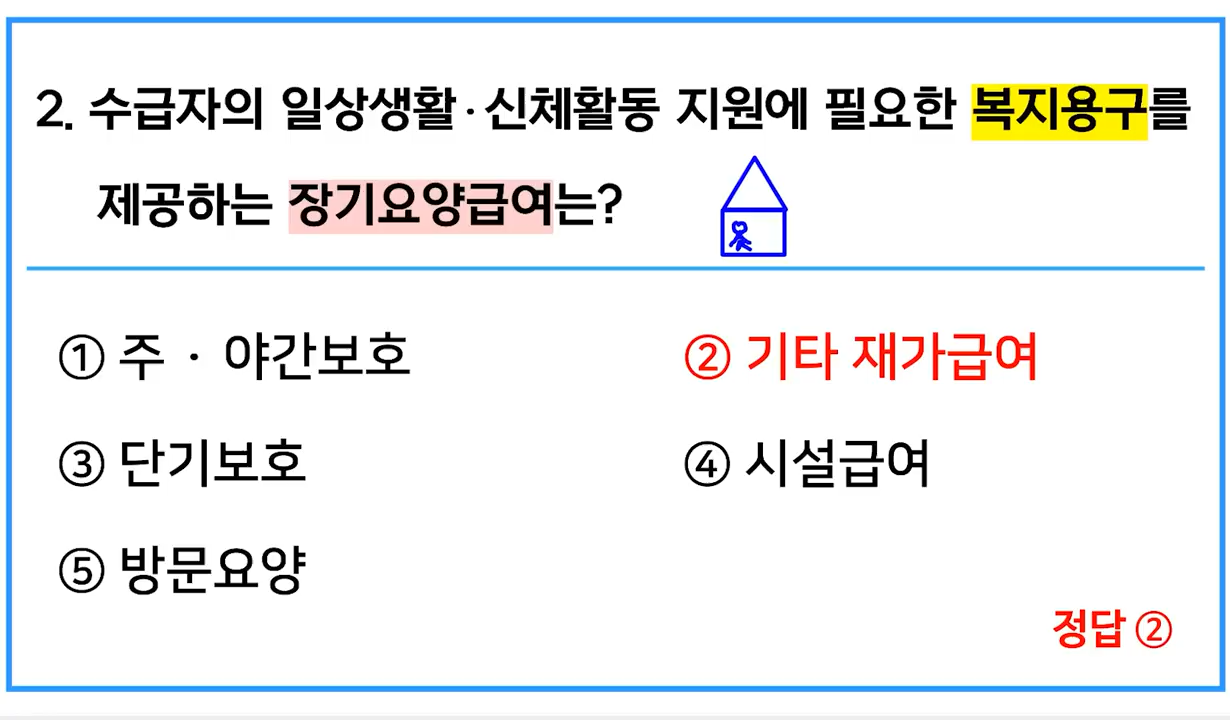 2. 수급자의 일상생활·신체활동 지원에 필요한 복지용구를
제공하는 장기요양급여는?
① 주 · 야간보호
② 기타 재가급여
③ 단기보호
④ 시설급여
⑤ 방문요양
정답 ②